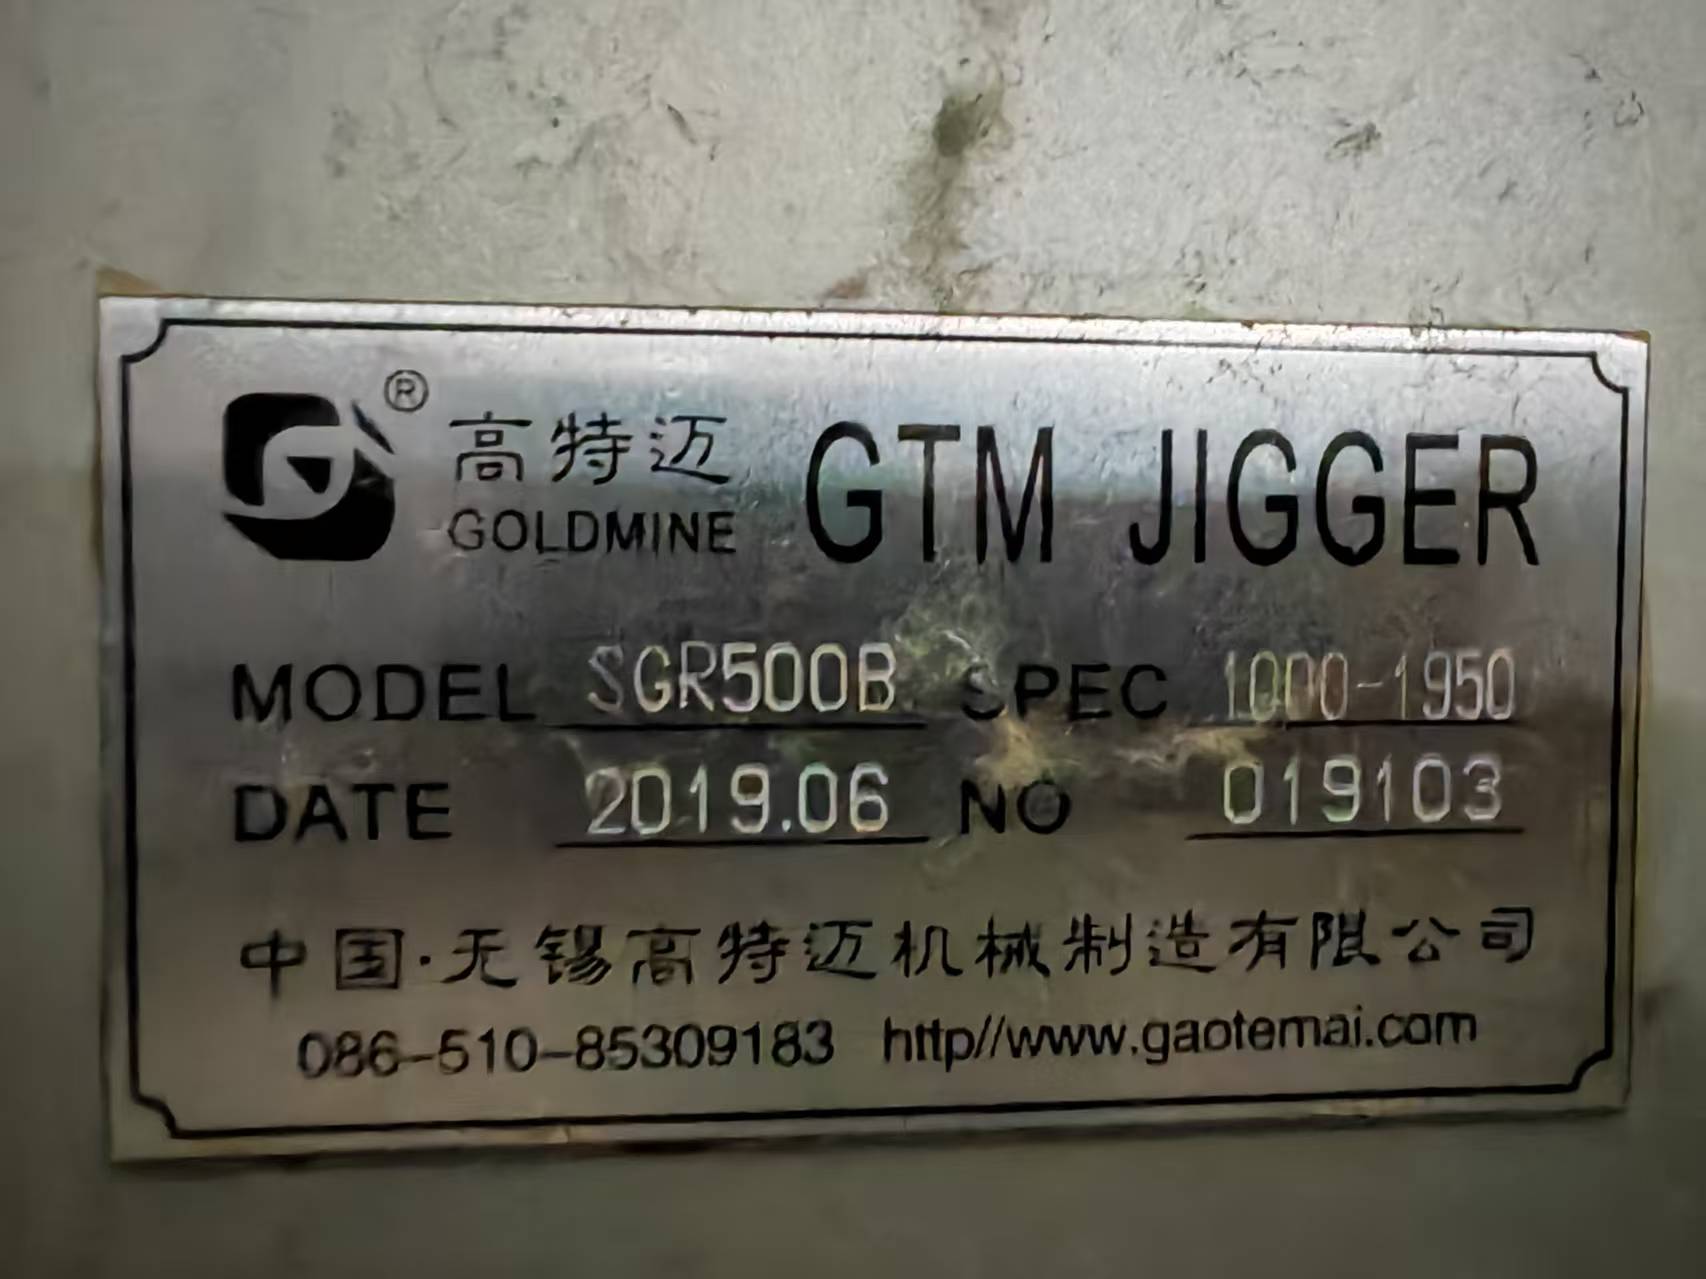 ® 高特迈 GTM JIGGER
GOLDMINE
MODEL SGR500B SPEC 1000-1950
DATE 2019.06 NO 019103
中国·无锡高特迈机械制造有限公司
086-510-85309183 http//www.gaotemai.com